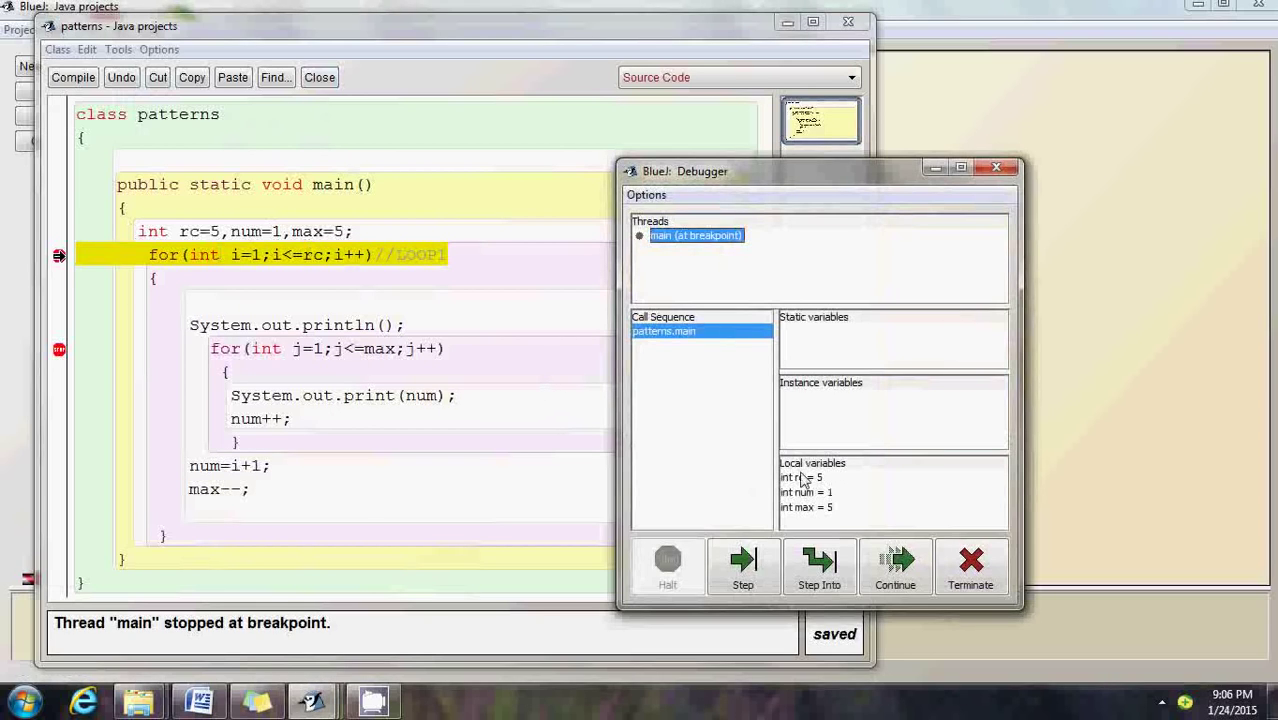 BlueJ: Java projects
Projec
Ne
patterns - Java projects
Class Edit Tools Options
Compile Undo Cut Copy Paste Find... Close
Source Code
class patterns
{
public static void main()
{
int rc=5,num=1,max=5;
for(int i=1;i<=rc;i++)//LOOP1
{
System.out.println();
STOP
for(int j=1;j<=max;j++)
{
System.out.print(num);
num++;
}
num=i+1;
max--;
}
}
}
Thread "main" stopped at breakpoint.
saved
BlueJ: Debugger
Options
Threads
main (at breakpoint)
Call Sequence
patterns.main
Static variables
Instance variables
Local variables
int rc = 5
int num = 1
int max = 5
Halt
Step
Step Into
Continue
Terminate
9:06 PM
1/24/2015